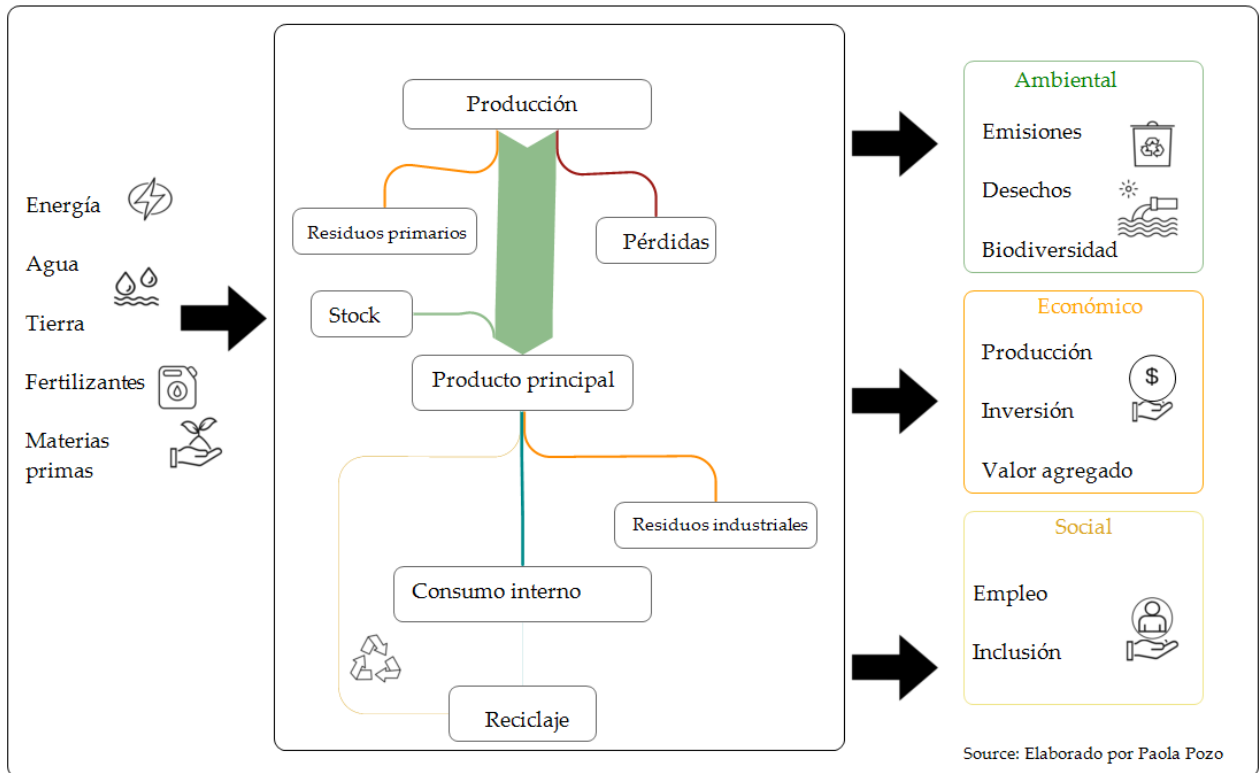 Energía
Agua
Tierra
Fertilizantes
Materias
primas
Producción
Residuos primarios
Pérdidas
Stock
Producto principal
Residuos industriales
Consumo interno
Reciclaje
Ambiental
Emisiones
Desechos
Biodiversidad
Económico
Producción
$
Inversión
Valor agregado
Social
Empleo
Inclusión
Source: Elaborado por Paola Pozo